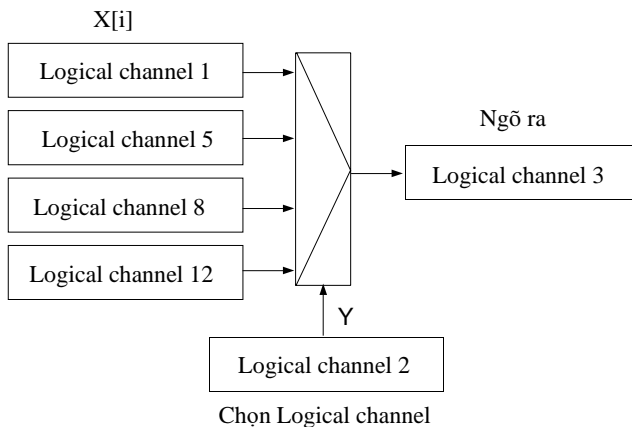 X[i]
Logical channel 1
Logical channel 5
Logical channel 8
Logical channel 12
Ngõ ra
Logical channel 3
Y
Logical channel 2
Chọn Logical channel